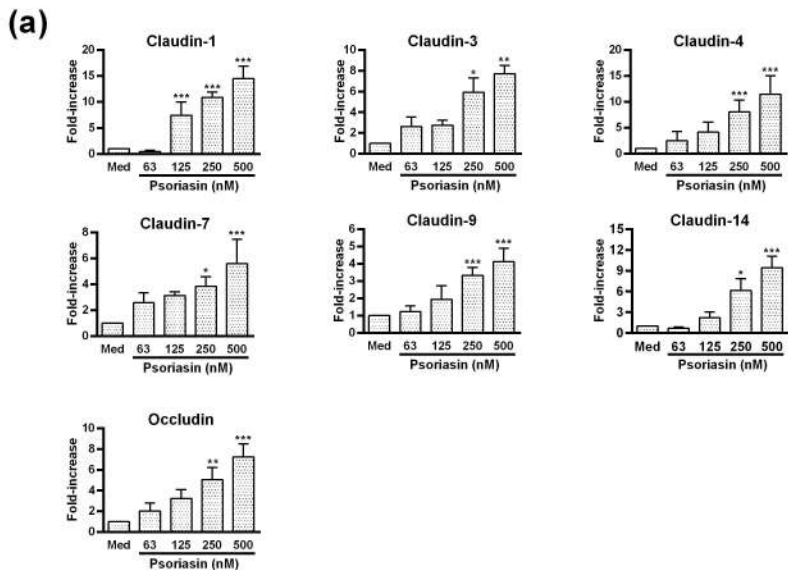 (a)
Claudin-1
Fold-increase
20
15
10
5
0
***
***
***
Med 63 125 250 500
Psoriasin (nM)
Claudin-3
Fold-increase
10
8
6
4
2
0
*
**
Med 63 125 250 500
Psoriasin (nM)
Claudin-4
Fold-increase
20
15
10
5
0
***
***
Med 63 125 250 500
Psoriasin (nM)
Claudin-7
Fold-increase
8
6
4
2
0
*
***
Med 63 125 250 500
Psoriasin (nM)
Claudin-9
Fold-increase
6
5
4
3
2
1
0
***
***
Med 63 125 250 500
Psoriasin (nM)
Claudin-14
Fold-increase
15
12
9
6
3
0
*
***
Med 63 125 250 500
Psoriasin (nM)
Occludin
Fold-increase
10
8
6
4
2
0
**
***
Med 63 125 250 500
Psoriasin (nM)